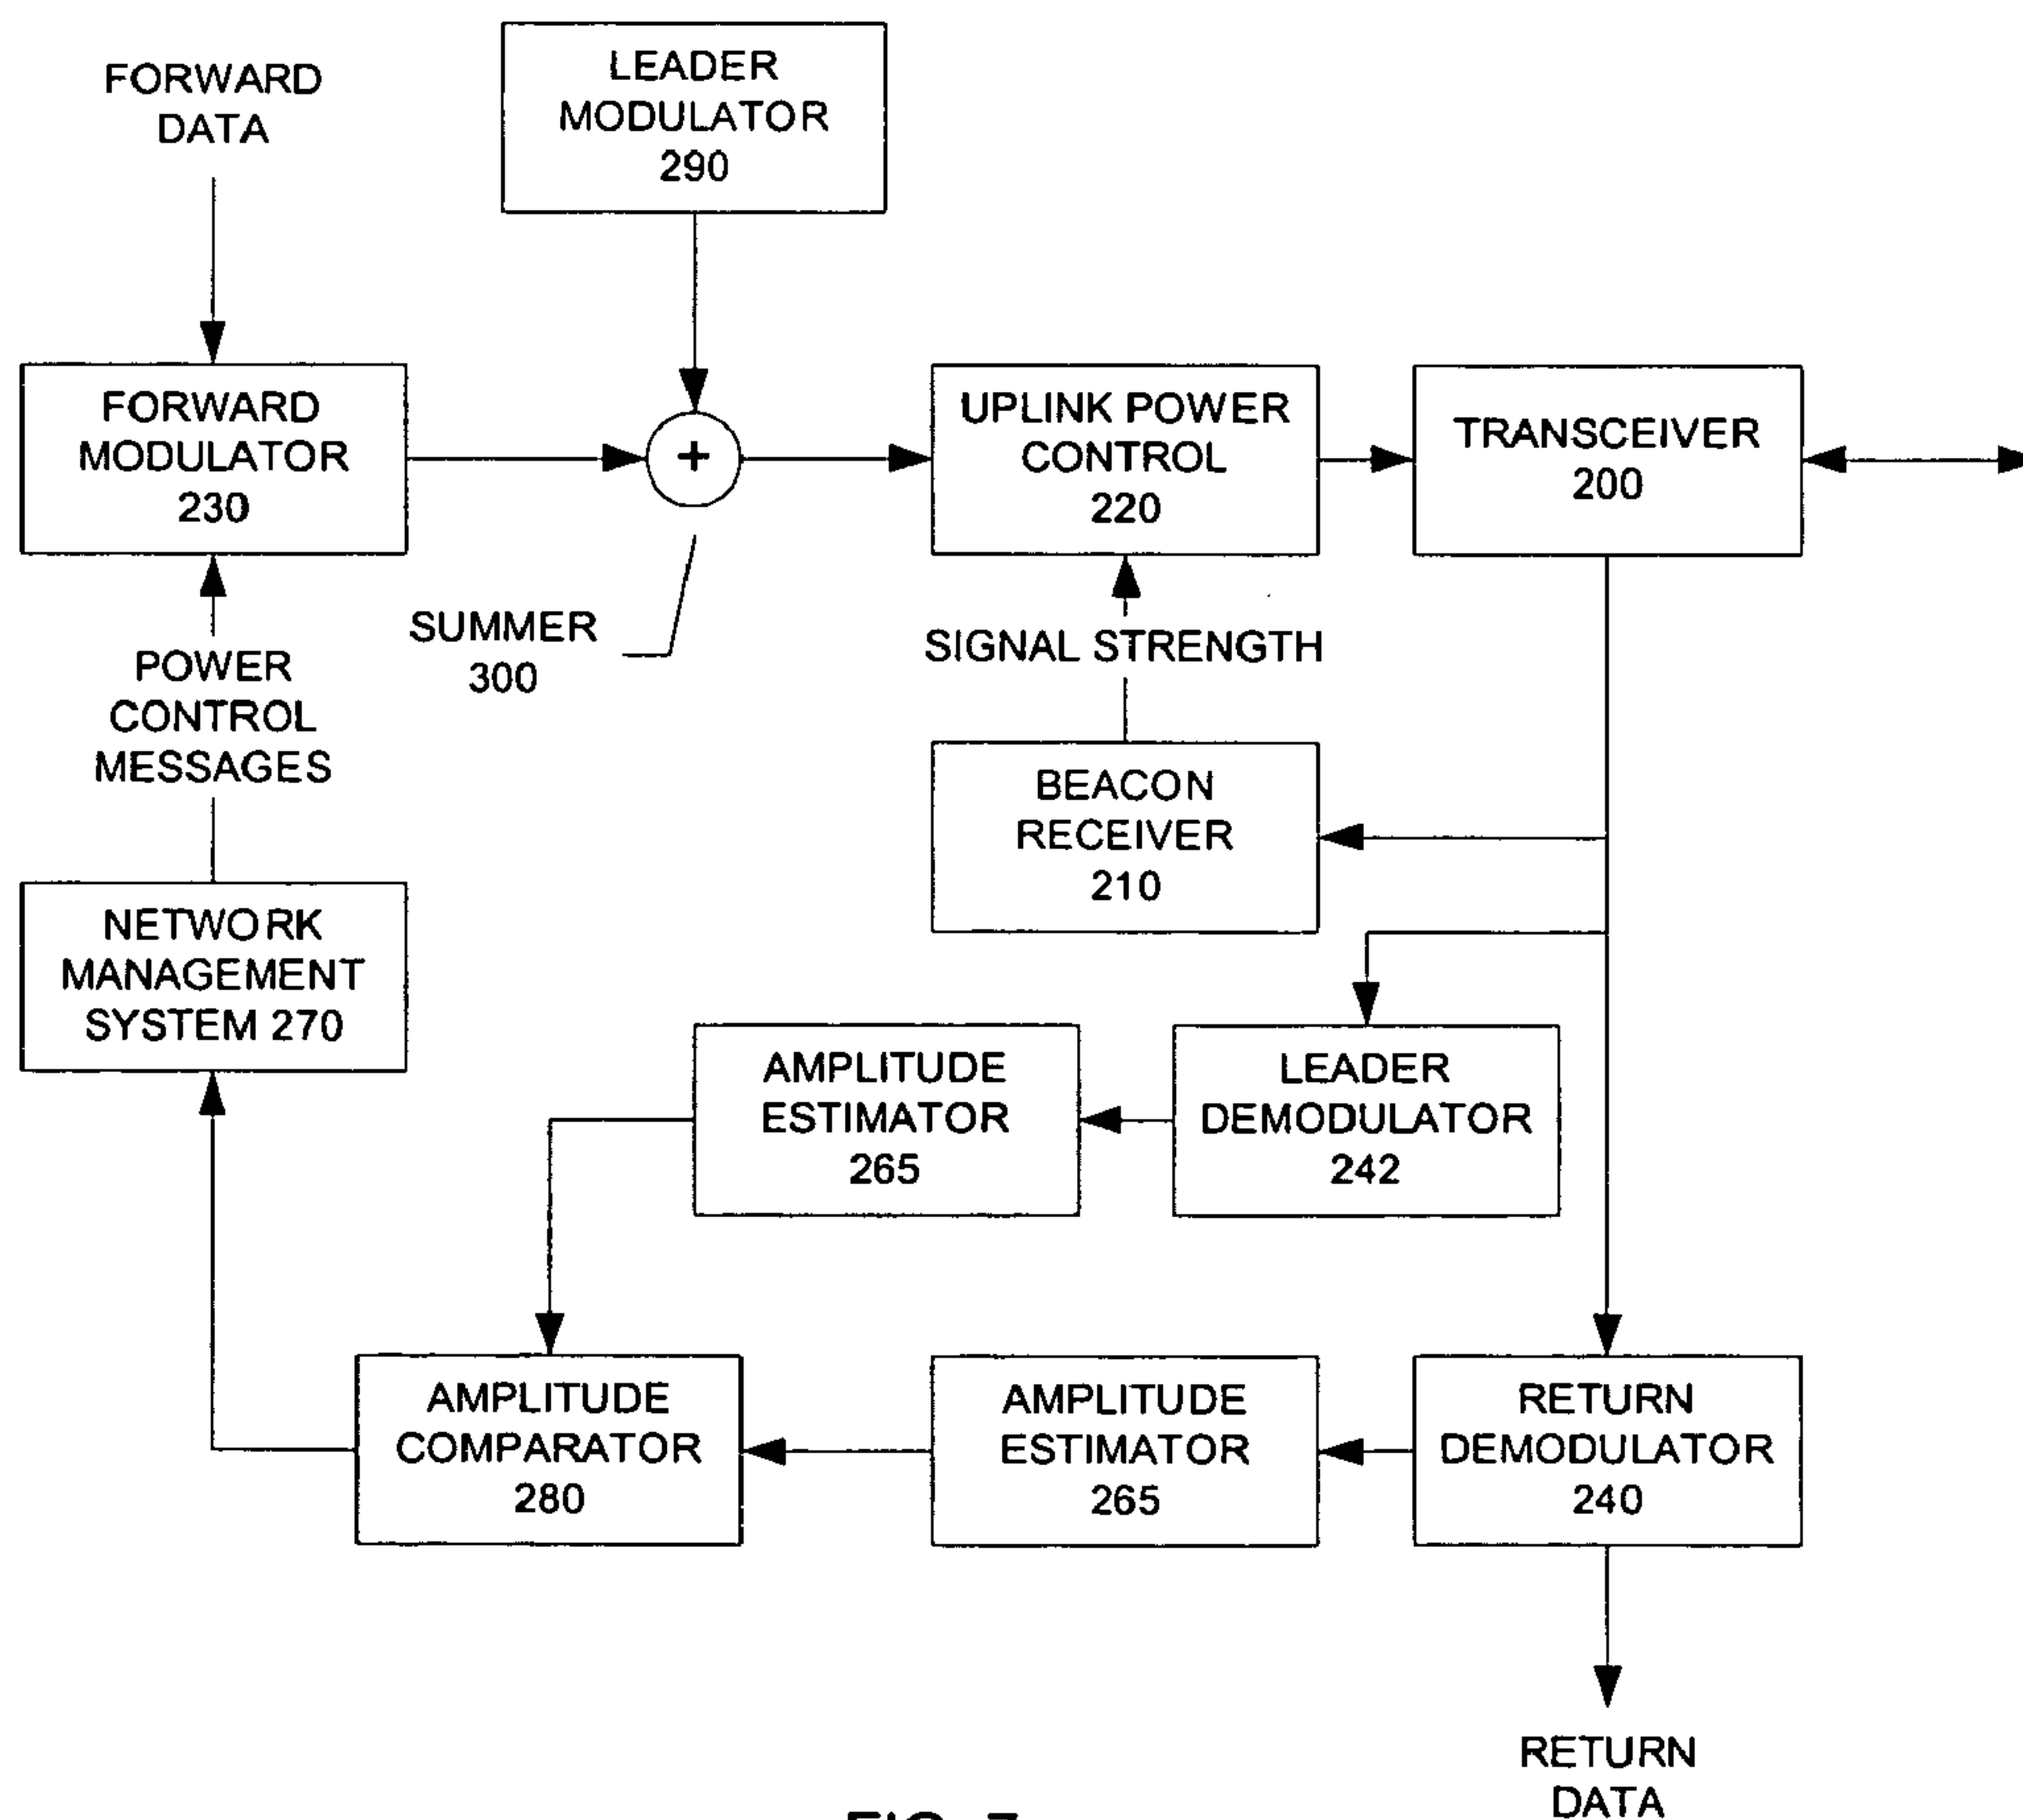 FORWARD
DATA
LEADER
MODULATOR
290
FORWARD
MODULATOR
230
+
UPLINK POWER
CONTROL
220
TRANSCEIVER
200
SUMMER
300
SIGNAL STRENGTH
POWER
CONTROL
MESSAGES
BEACON
RECEIVER
210
NETWORK
MANAGEMENT
SYSTEM 270
AMPLITUDE
ESTIMATOR
265
LEADER
DEMODULATOR
242
AMPLITUDE
COMPARATOR
280
AMPLITUDE
ESTIMATOR
265
RETURN
DEMODULATOR
240
RETURN
DATA